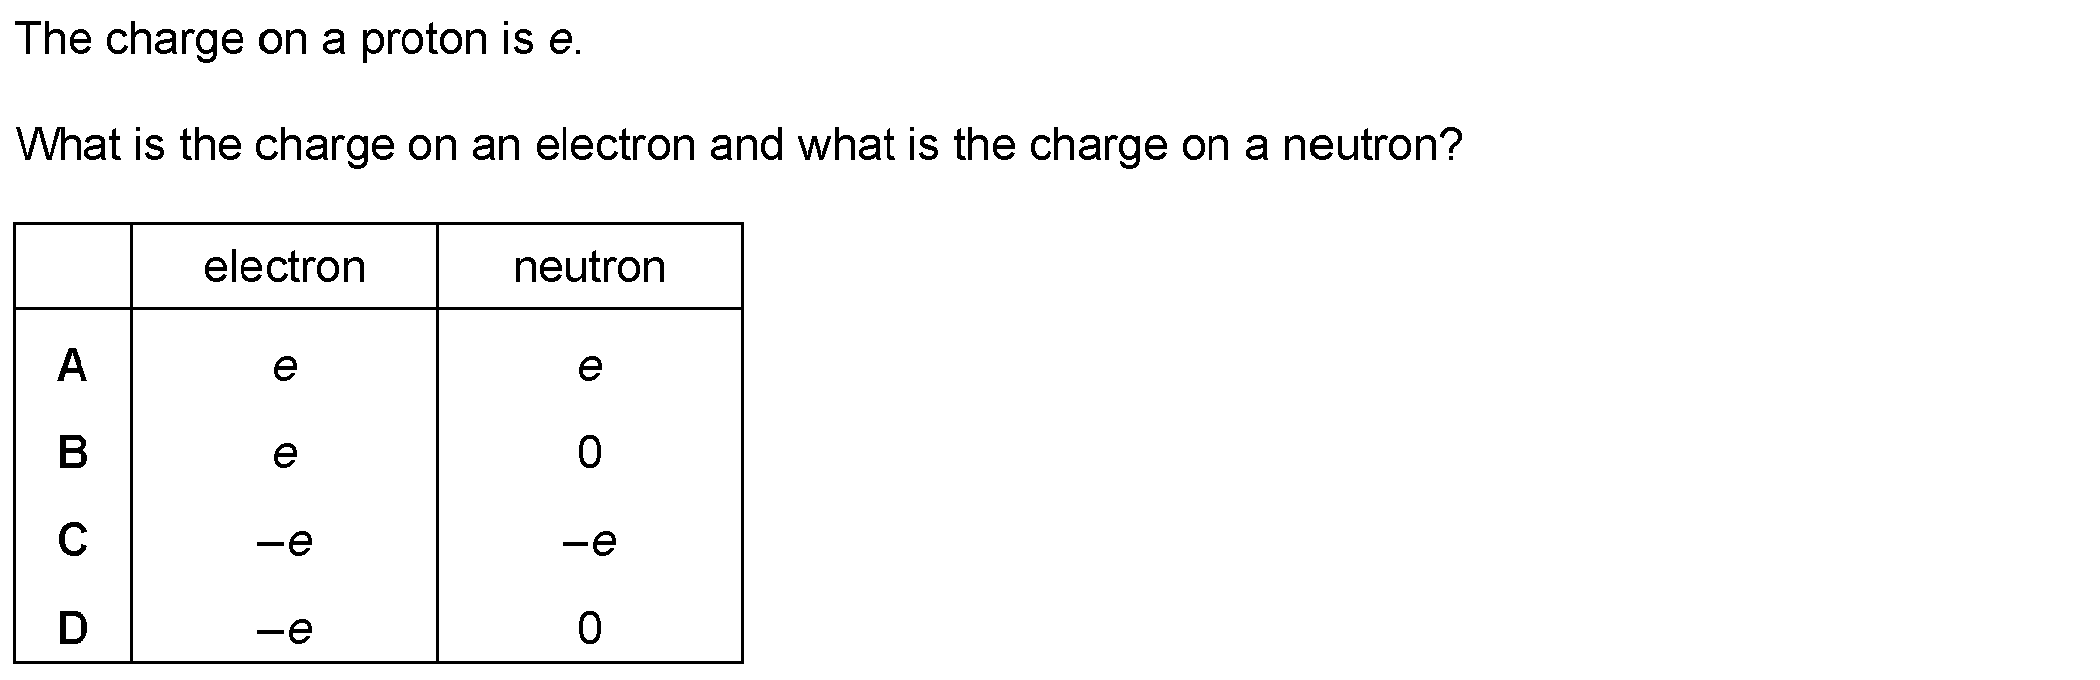 The charge on a proton is e.
What is the charge on an electron and what is the charge on a neutron?
electron neutron
A e e
B e 0
C –e –e
D –e 0